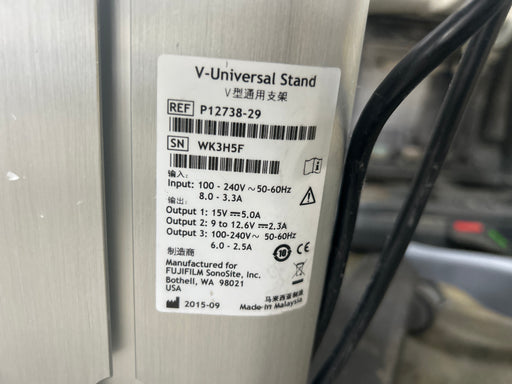 V-Universal Stand
V型通用支架
REF P12738-29
SN WK3H5F
输入:
Input: 100 - 240V ~ 50-60Hz
8.0 - 3.3A
输出:
Output 1: 15V⎓5.0A
Output 2: 9 to 12.6V⎓2.3A
Output 3: 100-240V~ 50-60Hz
6.0 - 2.5A
制造商
Manufactured for
FUJIFILM SonoSite, Inc.
Bothell, WA 98021
USA
2015-09
10
CE
马来西亚制造
Made in Malaysia